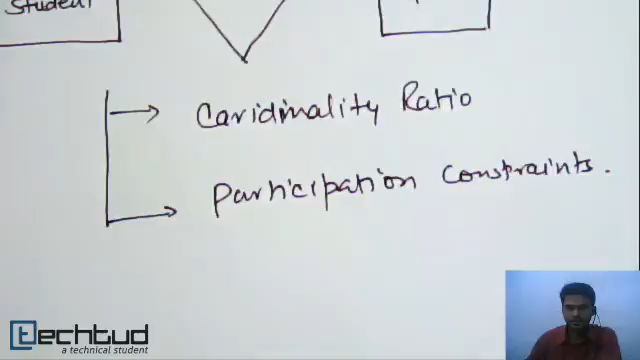 Student
Caridinality Ratio
Participation Constraints.
techtud
a technical student